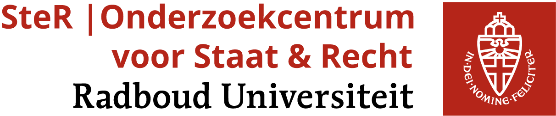 SteR |Onderzoekcentrum
voor Staat & Recht
Radboud Universiteit
IN·DEI·NOMINE·FELICITER